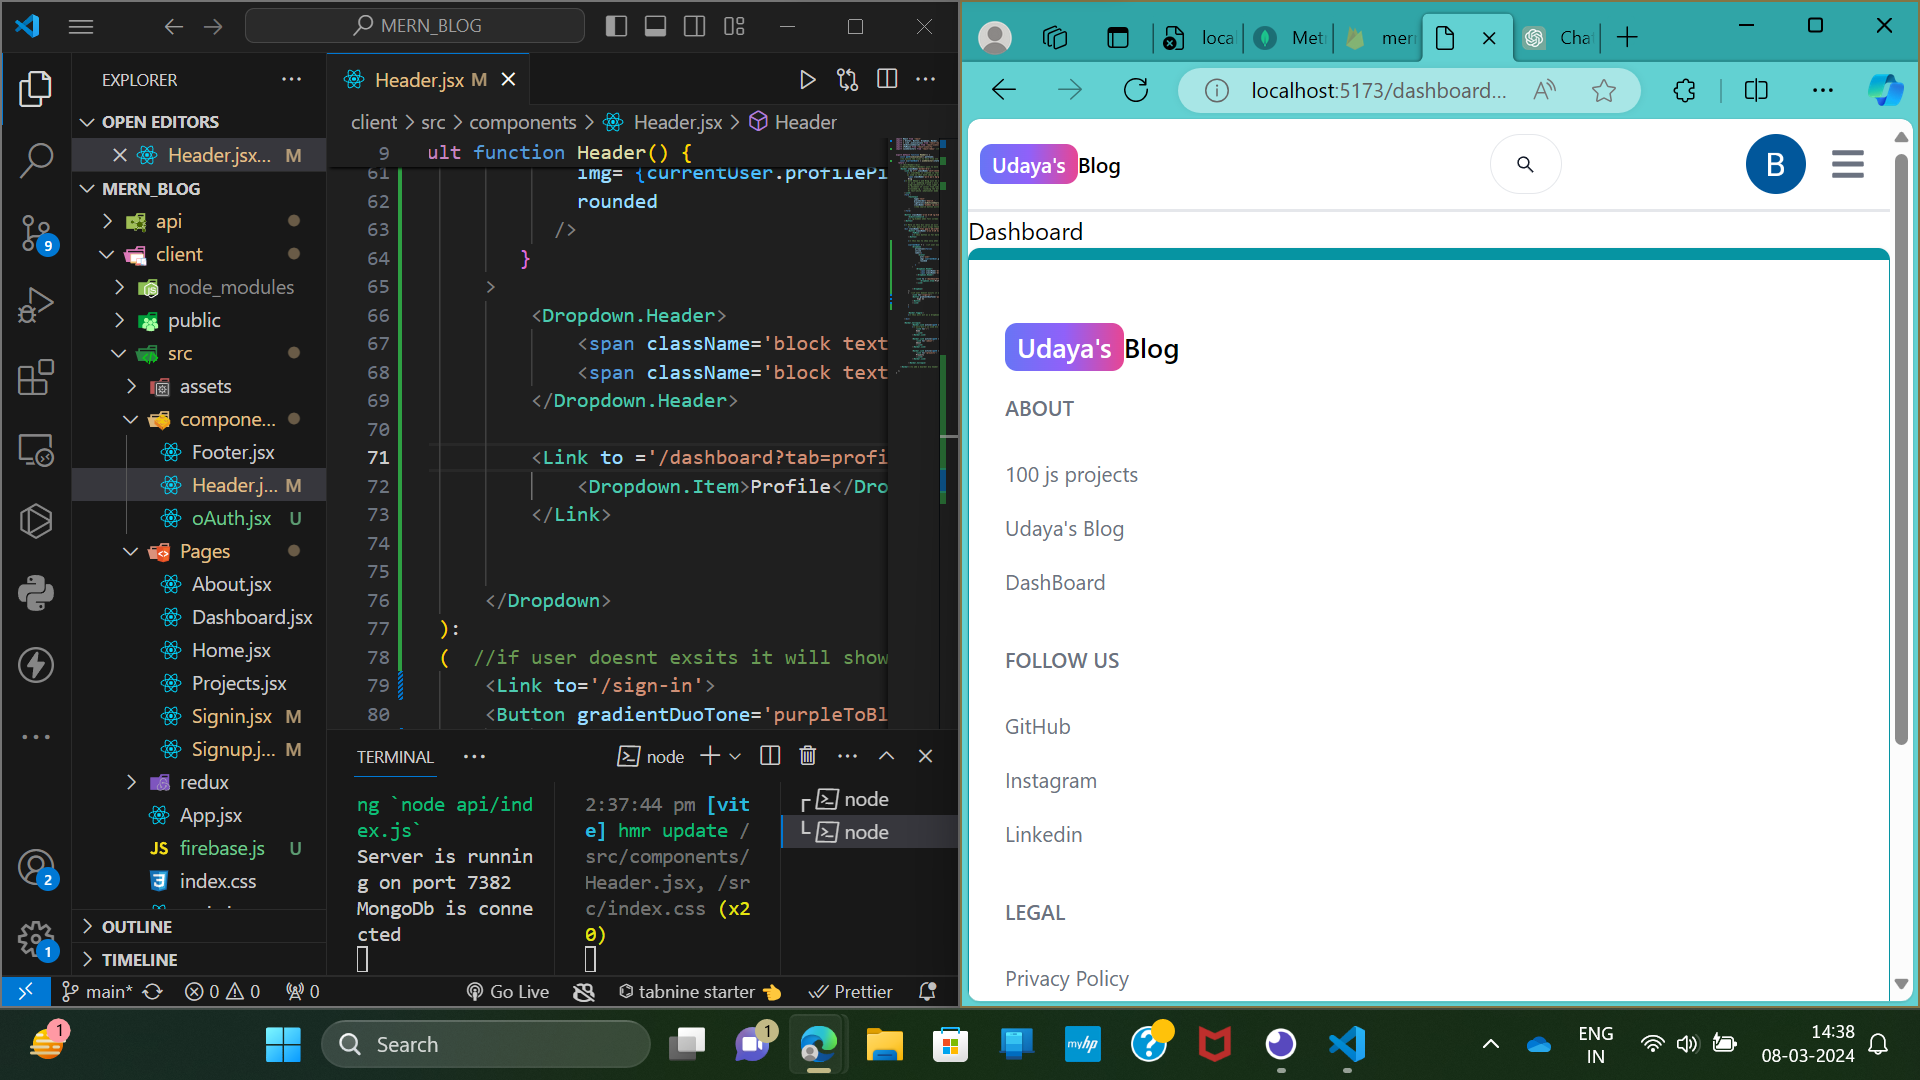 MERN_BLOG
EXPLORER
OPEN EDITORS
Header.jsx... M
MERN_BLOG
api
client
node_modules
public
src
assets
compone...
Footer.jsx
Header.j... M
oAuth.jsx U
Pages
About.jsx
Dashboard.jsx
Home.jsx
Projects.jsx
Signin.jsx M
Signup.j... M
redux
App.jsx
JS firebase.js U
index.css
OUTLINE
TIMELINE
9
2
1
Header.jsx M
client > src > components > Header.jsx > Header
9 ult function Header() {
61 img= {currentUser.profilePi
62 rounded
63 />
64 }
65 >
66 <Dropdown.Header>
67 <span className='block text
68 <span className='block text
69 </Dropdown.Header>
70
71 <Link to ='/dashboard?tab=profi
72 <Dropdown.Item>Profile</Dro
73 </Link>
74
75
76 </Dropdown>
77 ):
78 ( //if user doesnt exsits it will show
79 <Link to='/sign-in'>
80 <Button gradientDuoTone='purpleToBl
TERMINAL
node
ng `node api/ind
ex.js`
Server is runnin
g on port 7382
MongoDb is conne
cted
2:37:44 pm [vit
e] hmr update /
src/components/
Header.jsx, /sr
c/index.css (x2
0)
node
node
main* 0 0 0 Go Live tabnine starter Prettier
loca
Met
mer
Cha
localhost:5173/dashboard...
Udaya's Blog
B
Dashboard
Udaya's Blog
ABOUT
100 js projects
Udaya's Blog
DashBoard
FOLLOW US
GitHub
Instagram
Linkedin
LEGAL
Privacy Policy
1
Search
1
myhp
ENG
IN
14:38
08-03-2024